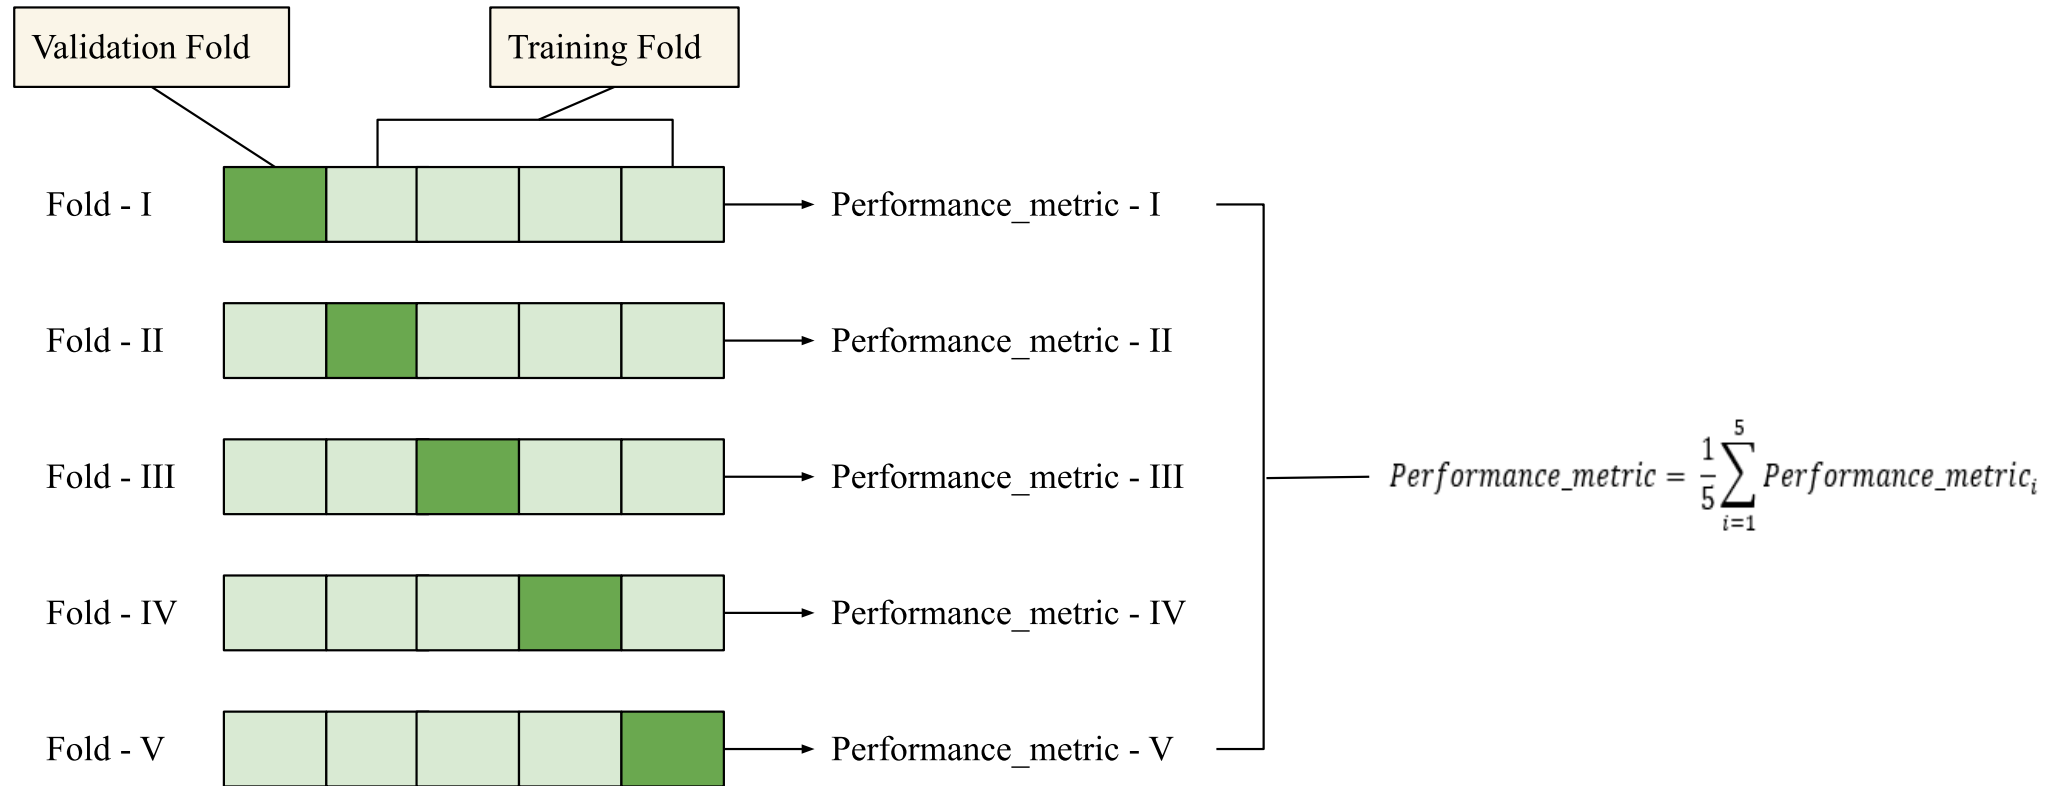 Validation Fold
Training Fold
Fold - I
Performance_metric - I
Fold - II
Performance_metric - II
Fold - III
Performance_metric - III
Fold - IV
Performance_metric - IV
Fold - V
Performance_metric - V
Performance_metric = 1/5 ∑_{i=1}^{5} Performance_metric_i